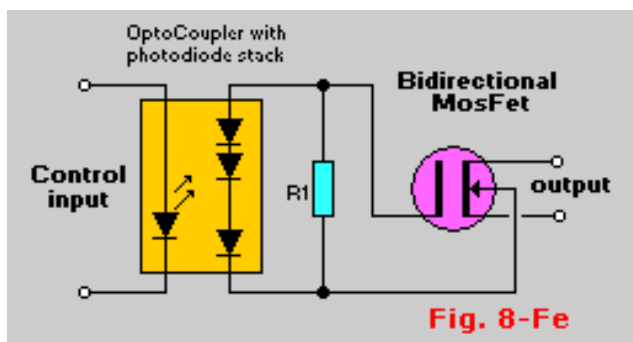 OptoCoupler with
photodiode stack
Bidirectional
MosFet
Control
input
R1
output
Fig. 8-Fe